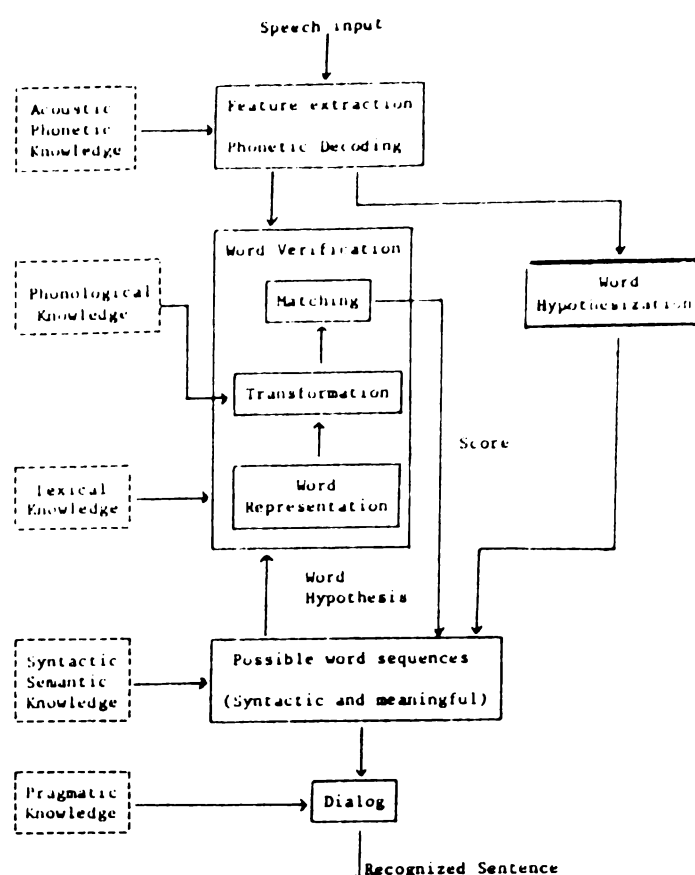 Speech input
Acoustic
Phonetic
Knowledge
Feature extraction
Phonetic Decoding
Word Verification
Matching
Word
Hypothesization
Phonological
Knowledge
Transformation
Score
Lexical
Knowledge
Word
Representation
Word
Hypothesis
Syntactic
Semantic
Knowledge
Possible word sequences
(Syntactic and meaningful)
Pragmatic
Knowledge
Dialog
Recognized Sentence